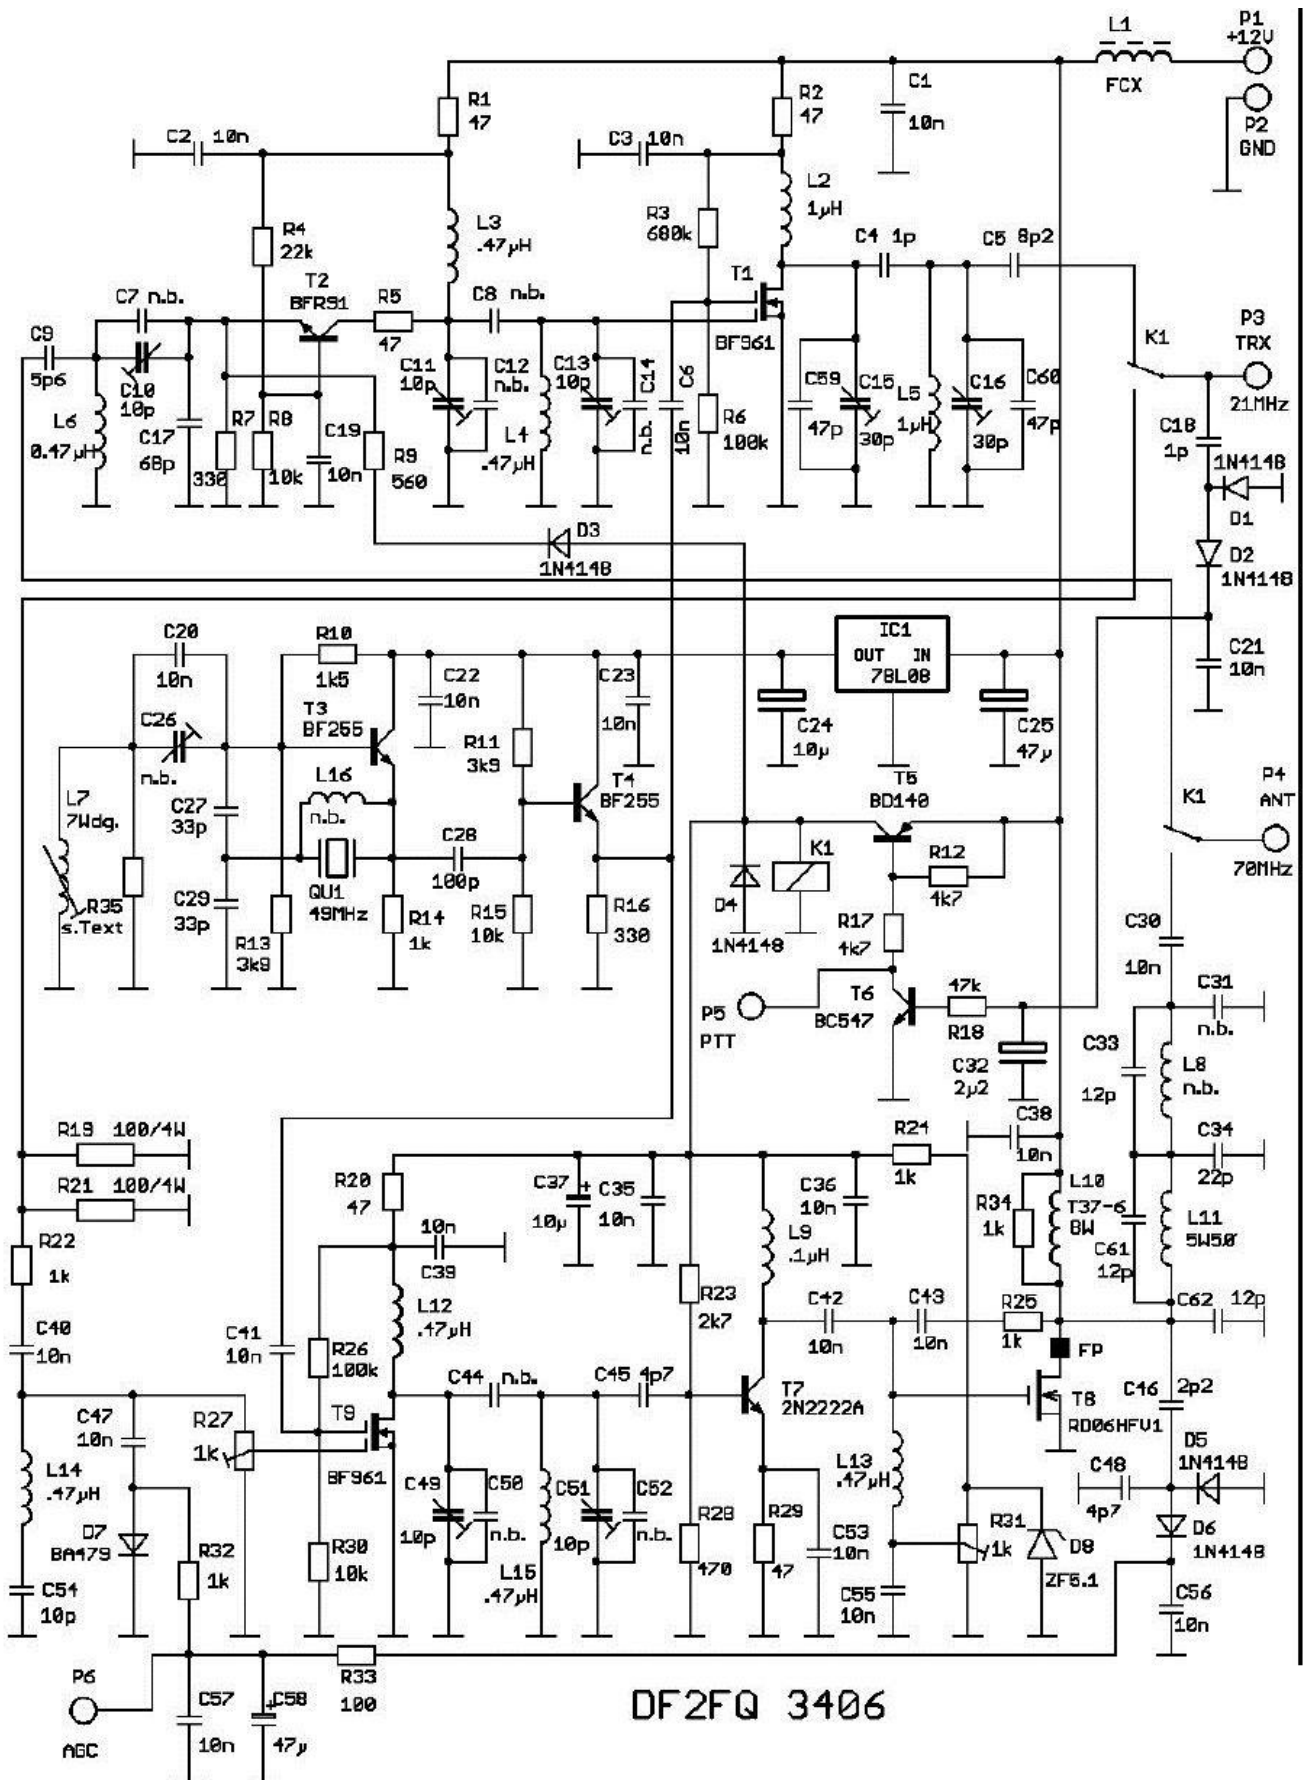 L1
P1
+12V
FCX
P2
GND
R1
47
R2
47
C1
10n
C2 10n
C3 10n
L2
1µH
R3
680k
R4
22k
L3
.47µH
C4 1p
C5 8p2
T2
BFR91
T1
BF961
C7 n.b.
R5
47
C8 n.b.
C9
5p6
C10
10p
L6
0.47µH
C17
68p
R7
330
R8
10k
C19
10n
R9
560
C11
10p
C12
n.b.
L4
.47µH
C13
10p
C14
n.b.
C6
10n
R6
100k
C59
47p
C15
30p
L5
1µH
C16
30p
C60
47p
K1
P3
TRX
21MHz
C18
1p
1N4148
D1
D2
1N4148
D3
1N4148
C20
10n
R10
1k5
C22
10n
C23
10n
IC1
OUT IN
78L08
C21
10n
C26
n.b.
T3
BF255
R11
3k9
C24
10µ
C25
47µ
L7
7Wdg.
L16
n.b.
T4
BF255
T5
BD140
K1
P4
ANT
70MHz
C27
33p
C28
100p
K1
R12
4k7
R35
s.Text
C29
33p
QU1
49MHz
R13
3k9
R14
1k
R15
10k
R16
330
D4
1N4148
R17
4k7
C30
10n
P5
PTT
T6
BC547
47k
R18
C31
n.b.
C33
12p
L8
n.b.
C32
2µ2
C38
10n
R19 100/4W
R21 100/4W
R20
47
C37
10µ
C35
10n
C36
10n
R24
1k
C34
22p
L10
T37-6
8W
R34
1k
L11
5W5.0
C61
12p
R22
1k
10n
C39
L9
.1µH
R23
2k7
L12
.47µH
C42
10n
C43
10n
R25
1k
C62 12p
FP
C40
10n
C41
10n
R26
100k
C44 n.b.
C45 4p7
T7
2N2222A
T8
RD06HFV1
C46 2p2
C47
10n
R27
1k
T9
BF961
L14
.47µH
C49
10p
C50
n.b.
C51
10p
C52
n.b.
L13
.47µH
C48
4p7
D5
1N4148
D7
BA479
R32
1k
R30
10k
L15
.47µH
R28
470
R29
47
C53
10n
R31
1k
D8
ZF5.1
D6
1N4148
C54
10p
C55
10n
C56
10n
P6
AGC
C57
10n
C58
47µ
R33
100
DF2FQ 3406